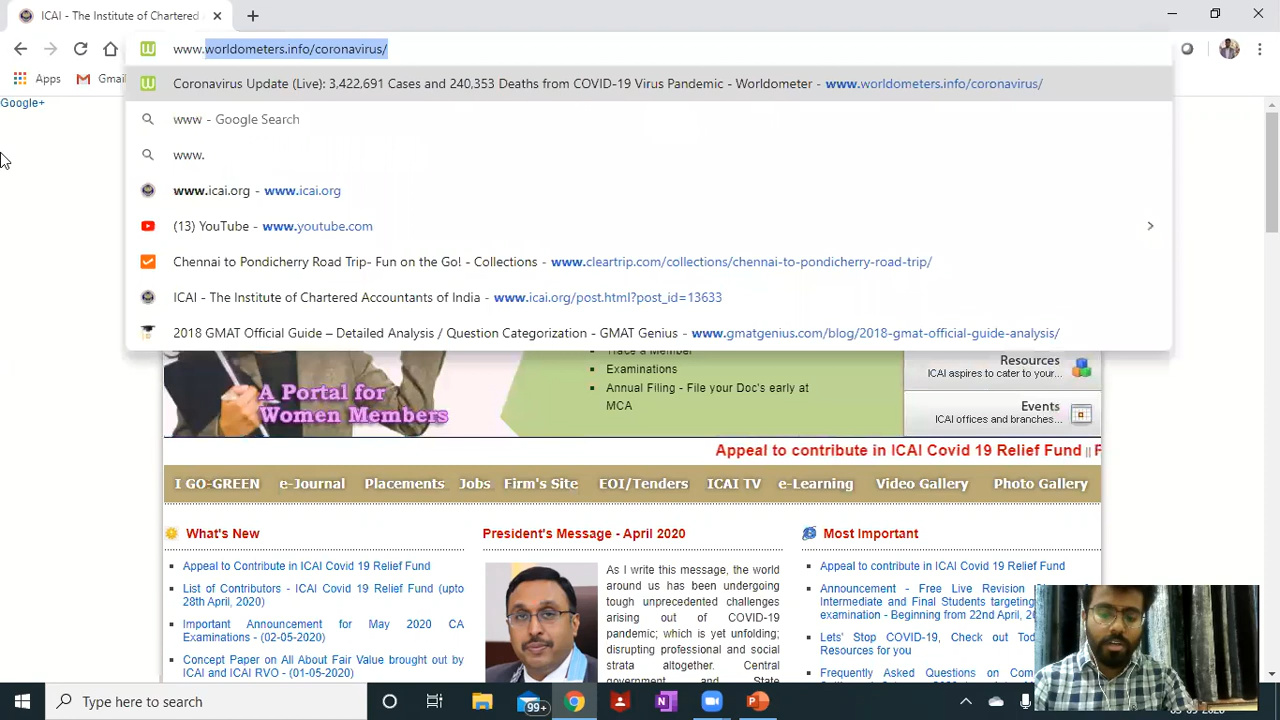 ICAI - The Institute of Chartered
www.worldometers.info/coronavirus/
Apps
Gmai
Coronavirus Update (Live): 3,422,691 Cases and 240,353 Deaths from COVID-19 Virus Pandemic - Worldometer - www.worldometers.info/coronavirus/
Google+
www - Google Search
www.
www.icai.org - www.icai.org
(13) YouTube - www.youtube.com
Chennai to Pondicherry Road Trip- Fun on the Go! - Collections - www.cleartrip.com/collections/chennai-to-pondicherry-road-trip/
ICAI - The Institute of Chartered Accountants of India - www.icai.org/post.html?post_id=13633
2018 GMAT Official Guide – Detailed Analysis / Question Categorization - GMAT Genius - www.gmatgenius.com/blog/2018-gmat-official-guide-analysis/
Trace a Member
Examinations
Annual Filing - File your Doc's early at
MCA
A Portal for
Women Members
Resources
ICAI aspires to cater to your...
Events
ICAI offices and branches...
Appeal to contribute in ICAI Covid 19 Relief Fund ||
I GO-GREEN e-Journal Placements Jobs Firm's Site EOI/Tenders ICAI TV e-Learning Video Gallery Photo Gallery
What's New
Appeal to Contribute in ICAI Covid 19 Relief Fund
List of Contributors - ICAI Covid 19 Relief Fund (upto
28th April, 2020)
Important Announcement for May 2020 CA
Examinations - (02-05-2020)
Concept Paper on All About Fair Value brought out by
ICAI and ICAI RVO - (01-05-2020)
President's Message - April 2020
As I write this message, the world
around us has been undergoing
tough unprecedented challenges
arising out of COVID-19
pandemic; which is yet unfolding;
disrupting professional and social
strata altogether. Central
government and State
Most Important
Appeal to contribute in ICAI Covid 19 Relief Fund
Announcement - Free Live Revision
Intermediate and Final Students targeting
examination - Beginning from 22nd April,
Lets' Stop COVID-19, Check out
Resources for you
Frequently Asked Questions on
Type here to search
99+